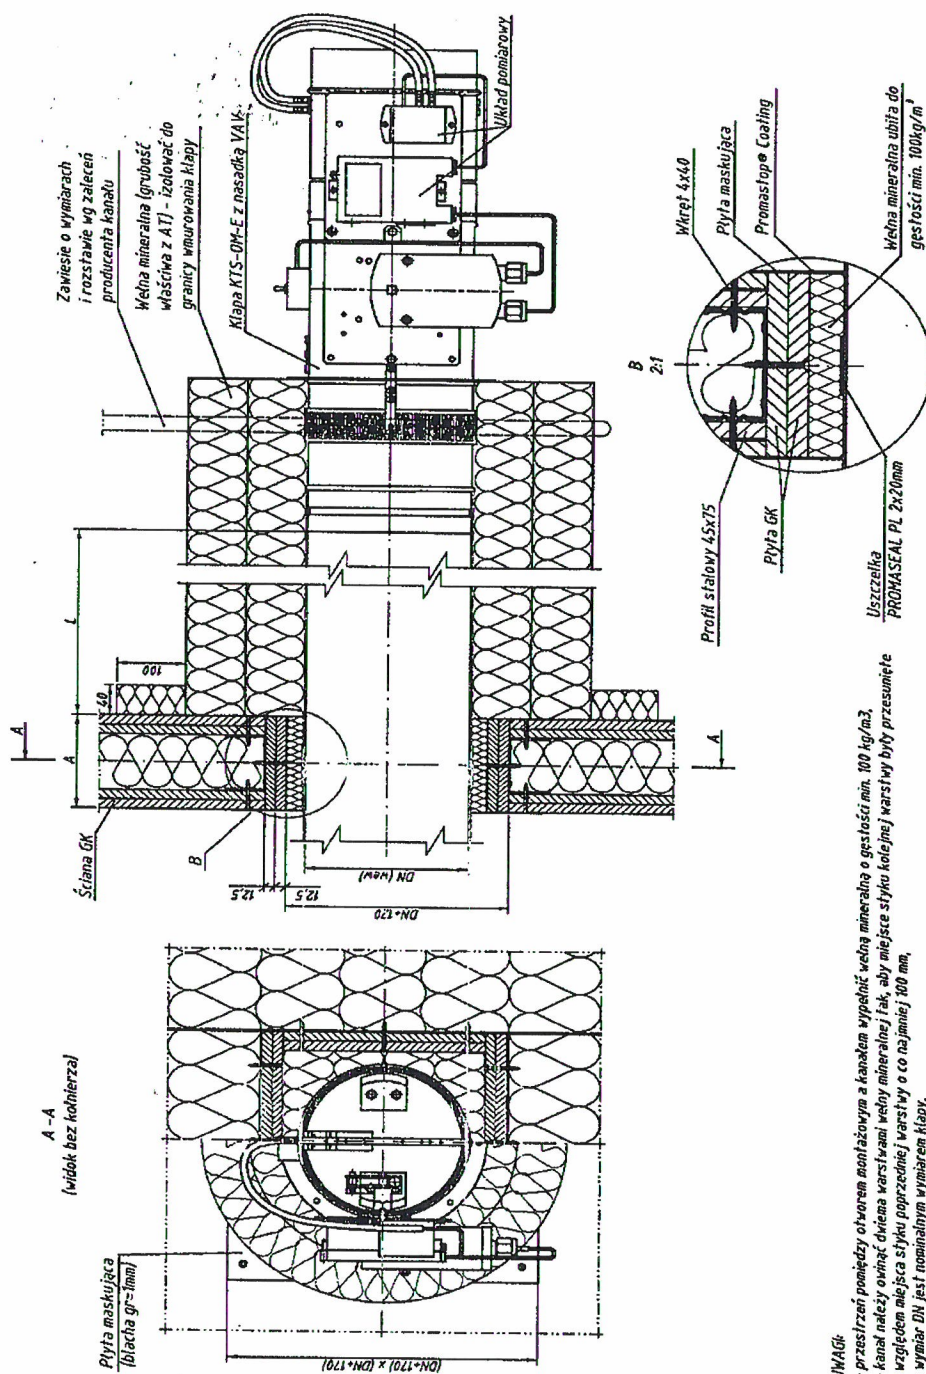 Zawiesie o wymiarach
i rozstawie wg zaleceń
producenta kanału
Wełna mineralna (grubość
właściwa z AT) - izolować do
granicy wmurowania klapy
Klapa KTS-OM-E z nasadką VAV
Układ pomiarowy
L
100
40
A
A
A
Ściana GK
B
12,5
12,5
DN (wew)
DN+170
B
2:1
Wkręt 4x40
Płyta maskująca
Promastop® Coating
Wełna mineralna ubita do
gęstości min. 100kg/m³
Profil stalowy 45x75
Płyta GK
Uszczelka
PROMASEAL PL 2x20mm
A-A
(widok bez kołnierza)
Płyta maskująca
(blacha gr=1mm)
(DN+170) x (DN+170)
UWAGI:
przestrzeń pomiędzy otworem montażowym a kanałem wypełnić wełną mineralną o gęstości min. 100 kg/m3,
kanał należy owinąć dwiema warstwami wełny mineralnej tak, aby miejsce styku kolejnej warstwy były przesunięte
względem miejsca styku poprzedniej warstwy o co najmniej 100 mm,
wymiar DN jest nominalnym wymiarem klapy.